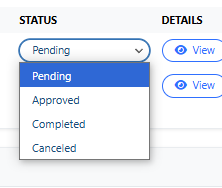 STATUS DETAILS
Pending View
Pending View
Approved
Completed
Canceled